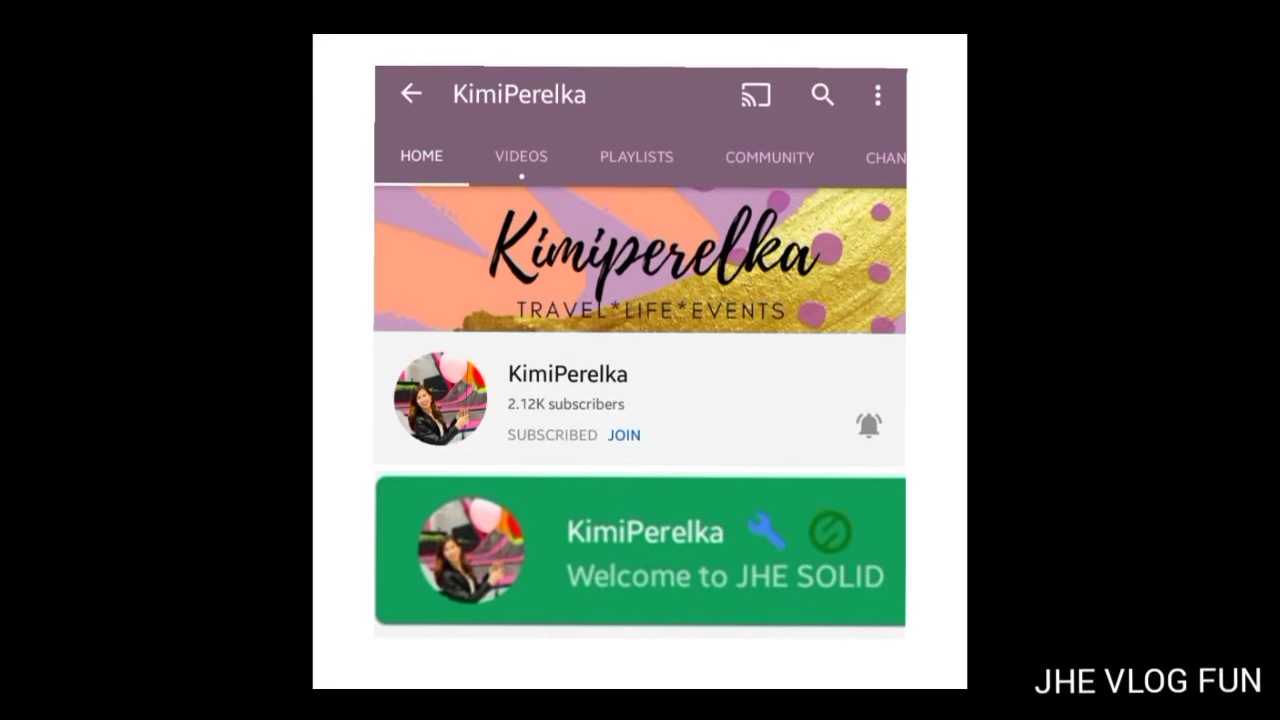 KimiPerelka
HOME VIDEOS PLAYLISTS COMMUNITY CHAN
Kimiperelka
TRAVEL*LIFE*EVENTS
KimiPerelka
2.12K subscribers
SUBSCRIBED JOIN
KimiPerelka
Welcome to JHE SOLID
JHE VLOG FUN